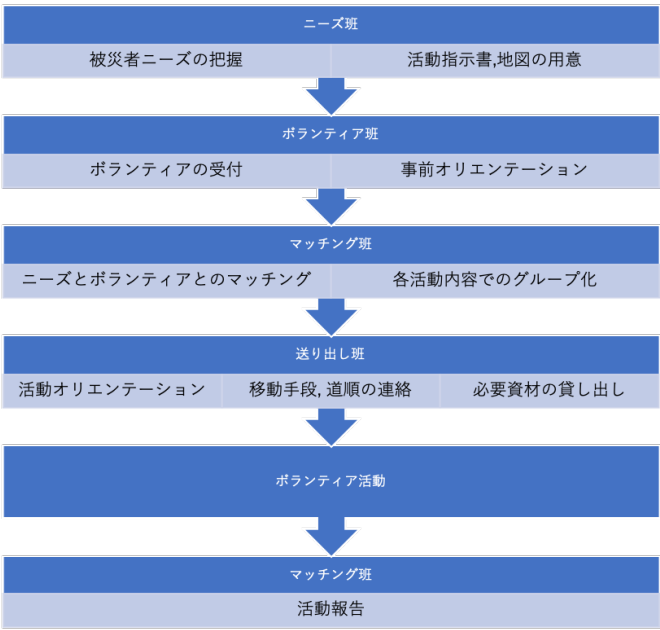 ニーズ班
被災者ニーズの把握 活動指示書,地図の用意
ボランティア班
ボランティアの受付 事前オリエンテーション
マッチング班
ニーズとボランティアとのマッチング 各活動内容でのグループ化
送り出し班
活動オリエンテーション 移動手段, 道順の連絡 必要資材の貸し出し
ボランティア活動
マッチング班
活動報告